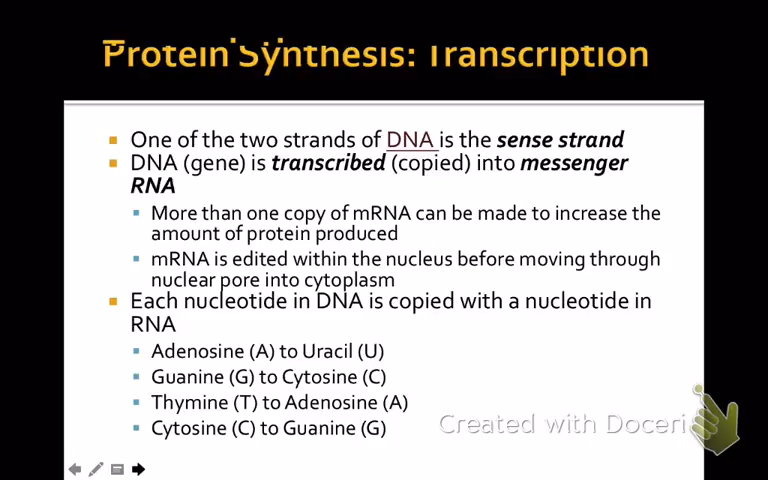 Protein Synthesis: Transcription
One of the two strands of DNA is the sense strand
DNA (gene) is transcribed (copied) into messenger
RNA
More than one copy of mRNA can be made to increase the
amount of protein produced
mRNA is edited within the nucleus before moving through
nuclear pore into cytoplasm
Each nucleotide in DNA is copied with a nucleotide in
RNA
Adenosine (A) to Uracil (U)
Guanine (G) to Cytosine (C)
Thymine (T) to Adenosine (A)
Cytosine (C) to Guanine (G)
Created with Doceri